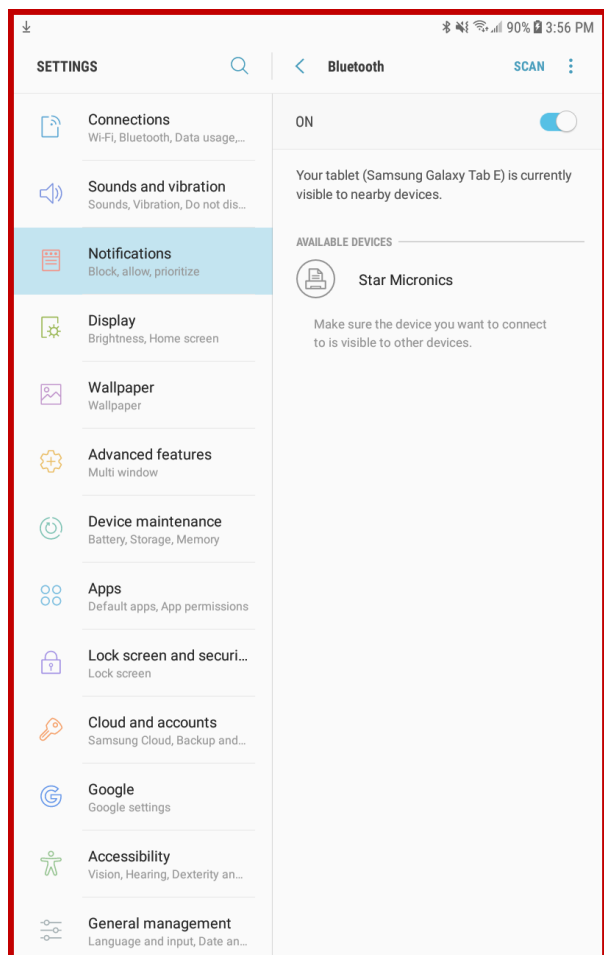 90% 3:56 PM
SETTINGS
Connections
Wi-Fi, Bluetooth, Data usage,...
Sounds and vibration
Sounds, Vibration, Do not dis...
Notifications
Block, allow, prioritize
Display
Brightness, Home screen
Wallpaper
Wallpaper
Advanced features
Multi window
Device maintenance
Battery, Storage, Memory
Apps
Default apps, App permissions
Lock screen and securi...
Lock screen
Cloud and accounts
Samsung Cloud, Backup and...
Google
Google settings
Accessibility
Vision, Hearing, Dexterity an...
General management
Language and input, Date an...
Bluetooth
SCAN
ON
Your tablet (Samsung Galaxy Tab E) is currently
visible to nearby devices.
AVAILABLE DEVICES
Star Micronics
Make sure the device you want to connect
to is visible to other devices.